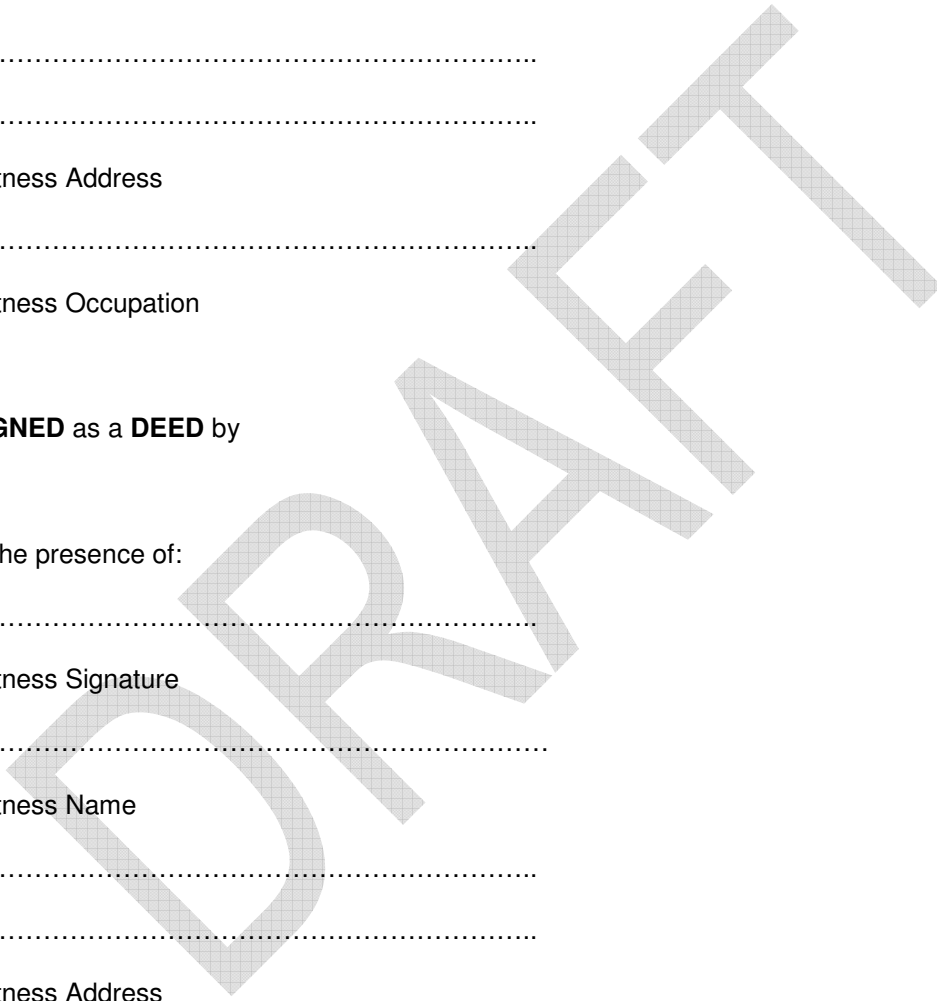 ……………………………………………………..
……………………………………………………..
tness Address
……………………………………………………..
tness Occupation
GNED as a DEED by
he presence of:
……………………………………………………..
tness Signature
………………………………………………………
tness Name
……………………………………………………..
……………………………………………………..
tness Address
DRAFT